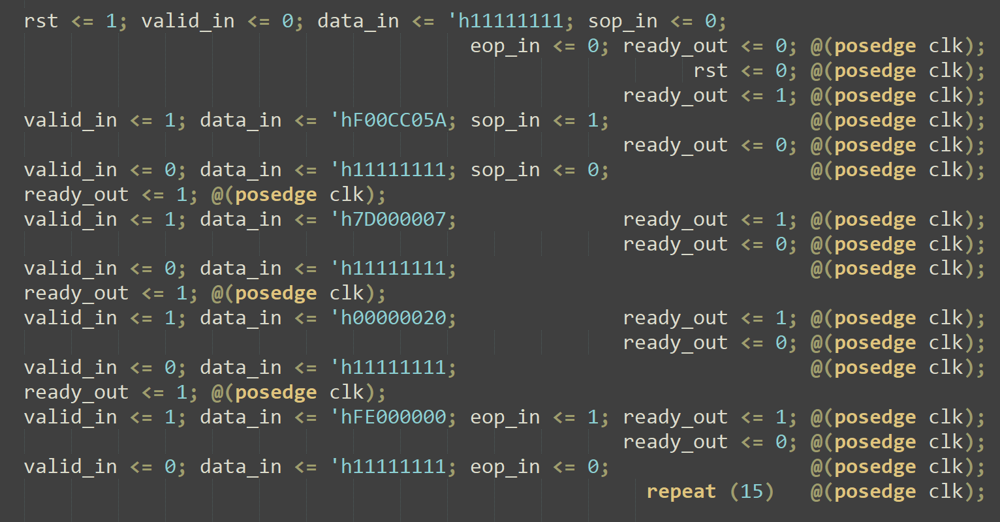 rst <= 1; valid_in <= 0; data_in <= 'h11111111; sop_in <= 0;
eop_in <= 0; ready_out <= 0; @(posedge clk);
rst <= 0; @(posedge clk);
ready_out <= 1; @(posedge clk);
valid_in <= 1; data_in <= 'hF00CC05A; sop_in <= 1; @(posedge clk);
ready_out <= 0; @(posedge clk);
valid_in <= 0; data_in <= 'h11111111; sop_in <= 0; @(posedge clk);
ready_out <= 1; @(posedge clk);
valid_in <= 1; data_in <= 'h7D000007; ready_out <= 1; @(posedge clk);
ready_out <= 0; @(posedge clk);
valid_in <= 0; data_in <= 'h11111111; @(posedge clk);
ready_out <= 1; @(posedge clk);
valid_in <= 1; data_in <= 'h00000020; ready_out <= 1; @(posedge clk);
ready_out <= 0; @(posedge clk);
valid_in <= 0; data_in <= 'h11111111; @(posedge clk);
ready_out <= 1; @(posedge clk);
valid_in <= 1; data_in <= 'hFE000000; eop_in <= 1; ready_out <= 1; @(posedge clk);
ready_out <= 0; @(posedge clk);
valid_in <= 0; data_in <= 'h11111111; eop_in <= 0; @(posedge clk);
repeat (15) @(posedge clk);